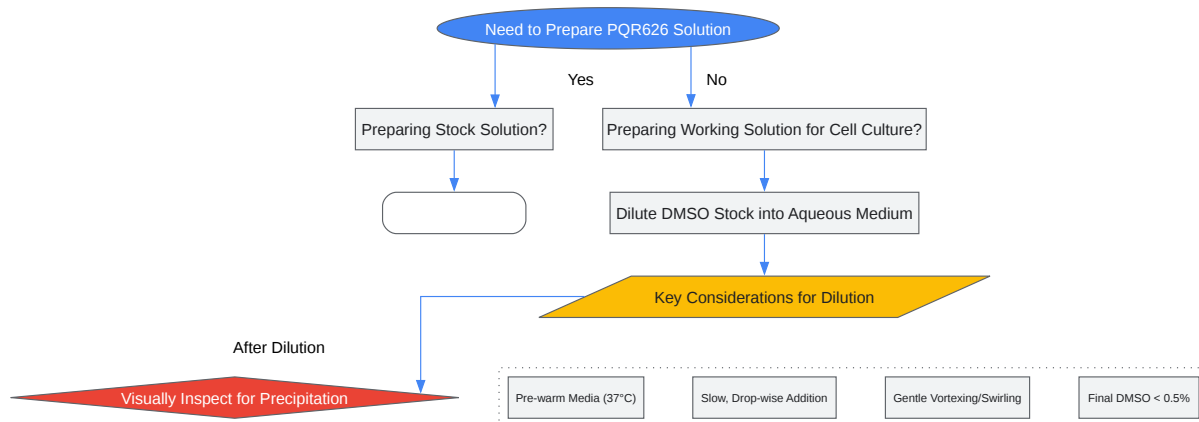 Need to Prepare PQR626 Solution
Yes
No
Preparing Stock Solution?
Preparing Working Solution for Cell Culture?
Dilute DMSO Stock into Aqueous Medium
Key Considerations for Dilution
After Dilution
Visually Inspect for Precipitation
Pre-warm Media (37°C)
Slow, Drop-wise Addition
Gentle Vortexing/Swirling
Final DMSO < 0.5%